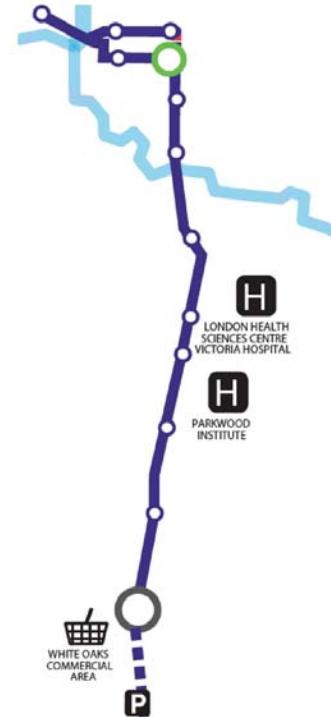 H
LONDON HEALTH
SCIENCES CENTRE
VICTORIA HOSPITAL
H
PARKWOOD
INSTITUTE
WHITE OAKS
COMMERCIAL
AREA
P